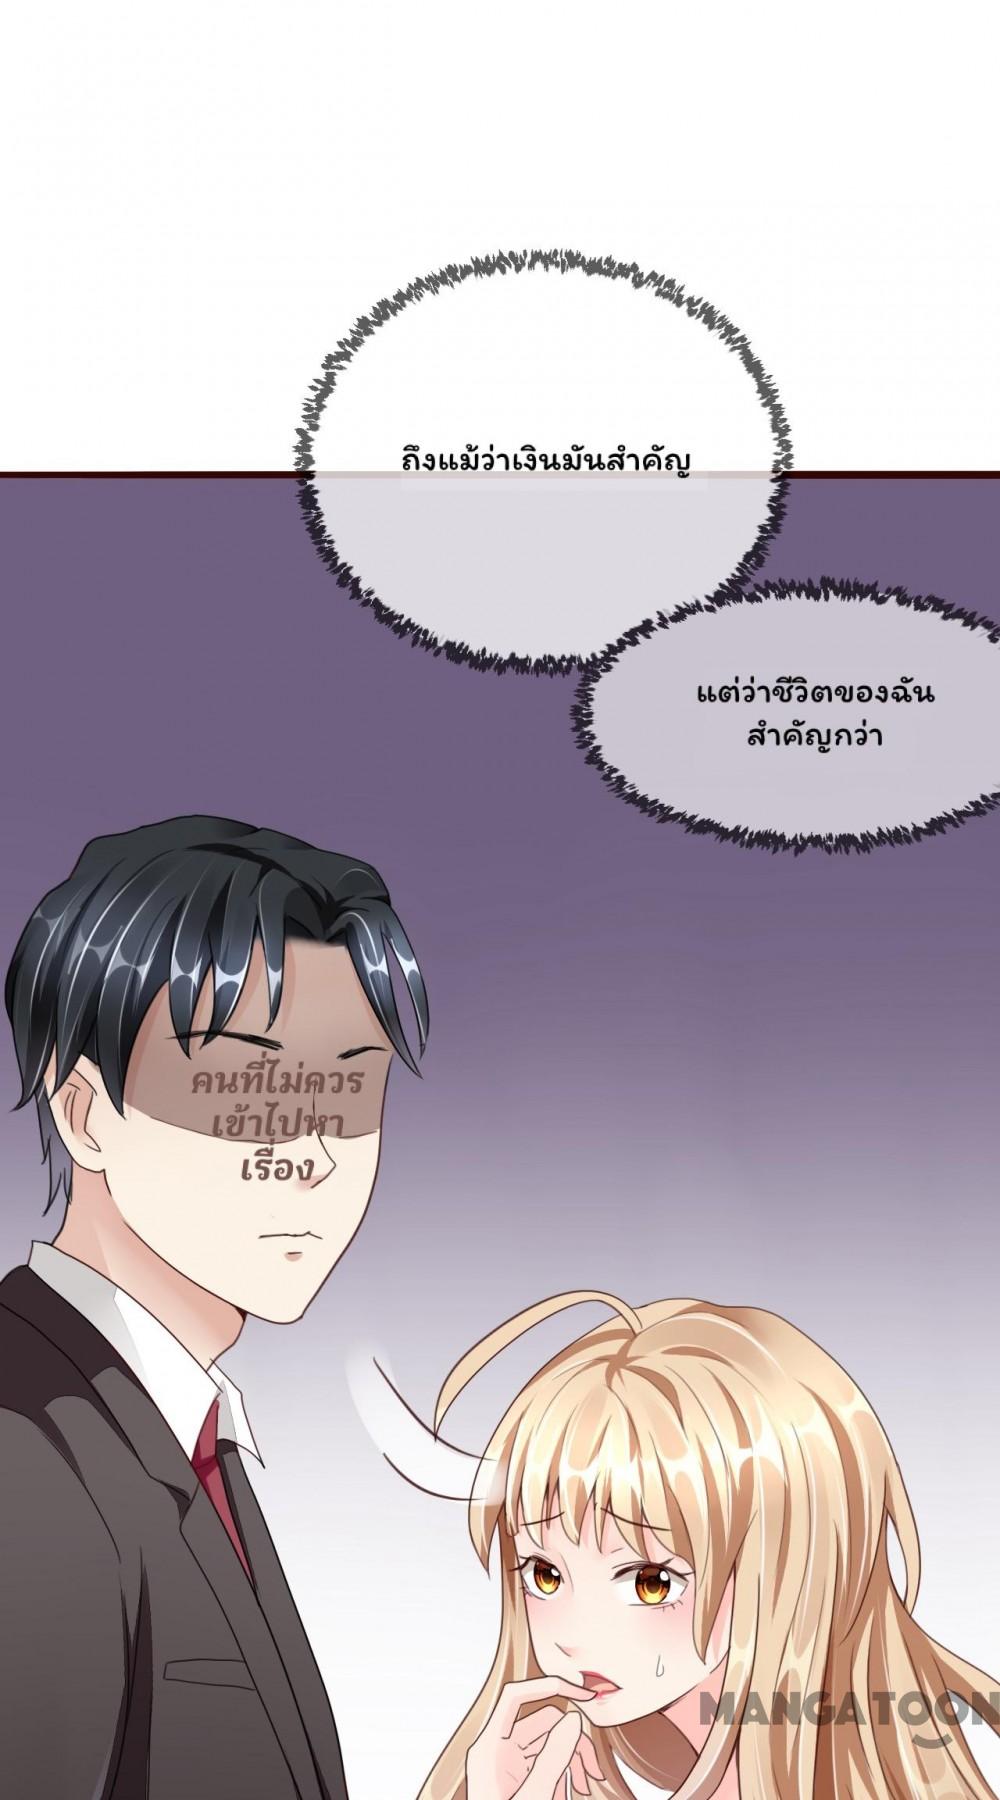 ถึงแม้ว่าเงินมันสำคัญ
แต่ว่าชีวิตของฉัน
สำคัญกว่า
คนที่ไม่ควร
เข้าไปหา
เรื่อง
MANGATOON